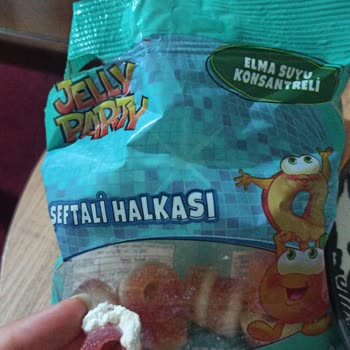 JELLY
PARTY
ELMA SUYU
KONSANTRELİ
ŞEFTALİ HALKASI